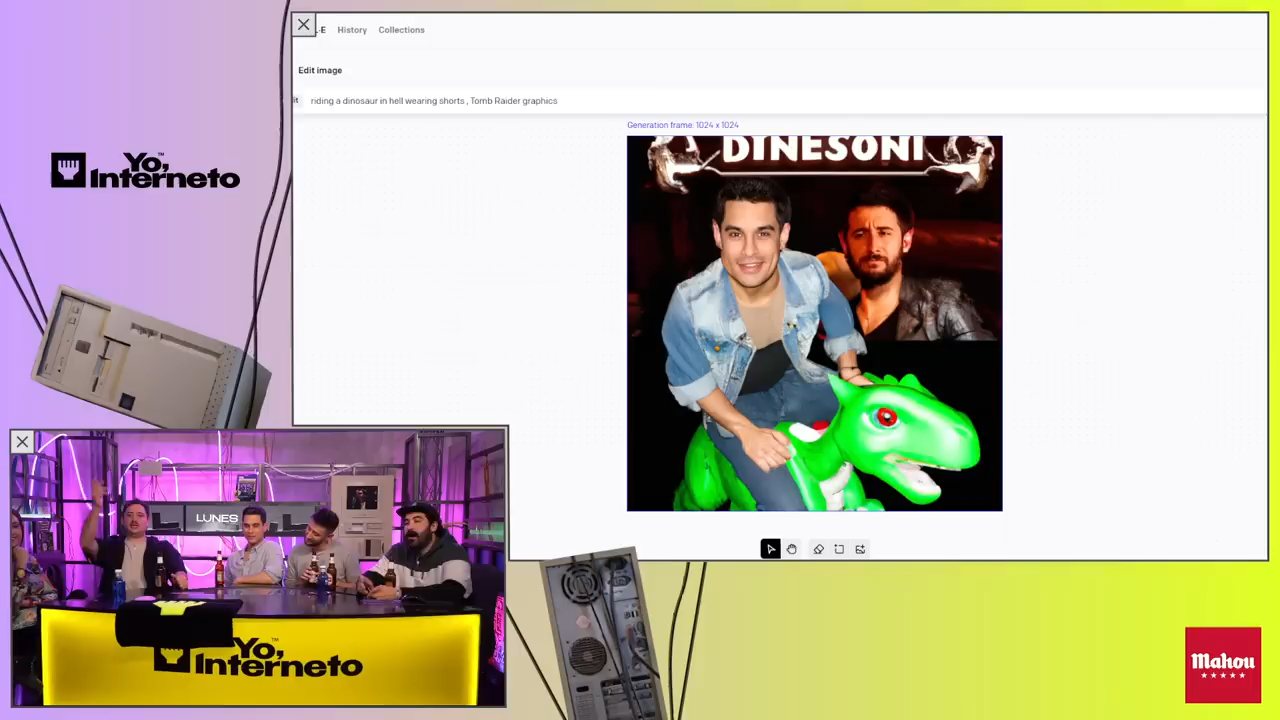 History
Collections
Edit image
riding a dinosaur in hell wearing shorts , Tomb Raider graphics
Generation frame: 1024 x 1024
DINESONI
Yo,
Interneto
LUNES
Yo,
Interneto
mahou